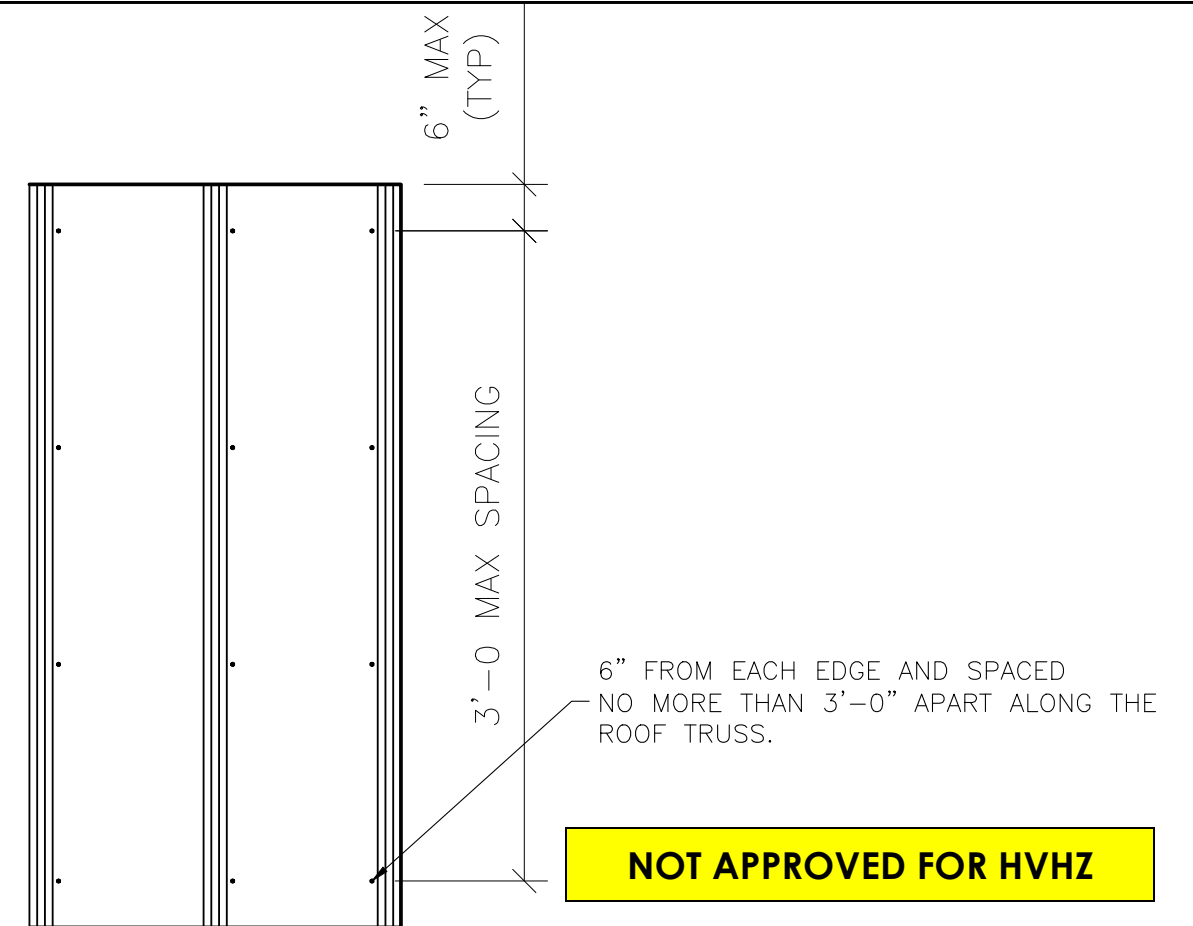 6” MAX
(TYP)
3’–0 MAX SPACING
6” FROM EACH EDGE AND SPACED
NO MORE THAN 3’–0” APART ALONG THE
ROOF TRUSS.
NOT APPROVED FOR HVHZ